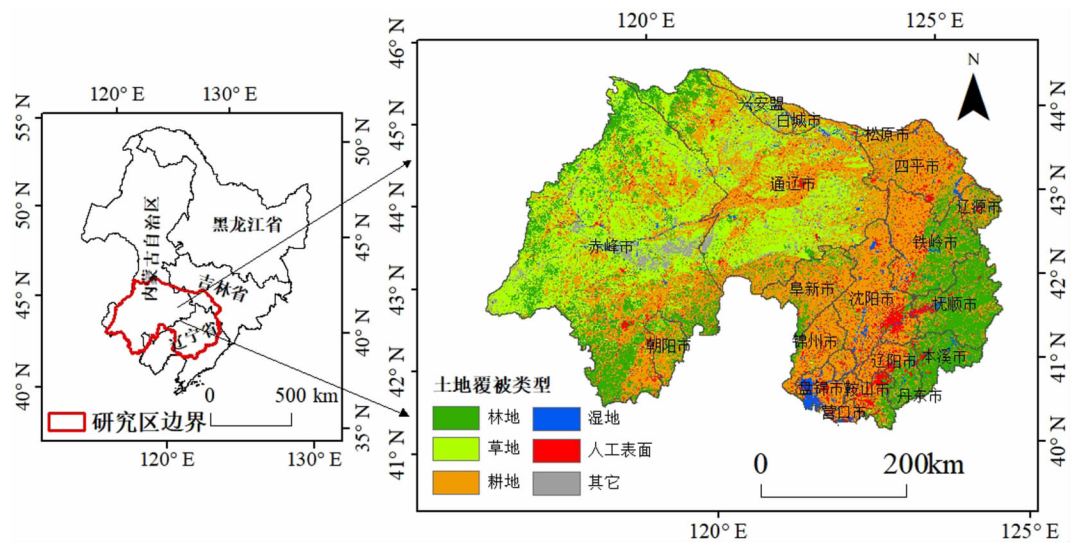 120° E
130° E
55° N
50° N
45° N
40° N
50° N
45° N
40° N
35° N
120° E
130° E
黑龙江省
内蒙古自治区
吉林省
辽宁省
0
500 km
研究区边界
120° E
125° E
46° N
45° N
44° N
43° N
42° N
41° N
44° N
43° N
42° N
41° N
40° N
120° E
125° E
N
兴安盟
白城市
松原市
四平市
通辽市
辽源市
铁岭市
赤峰市
阜新市
沈阳市
抚顺市
朝阳市
锦州市
辽阳市
本溪市
盘锦市
鞍山市
丹东市
营口市
土地覆被类型
林地
湿地
草地
人工表面
耕地
其它
0
200km